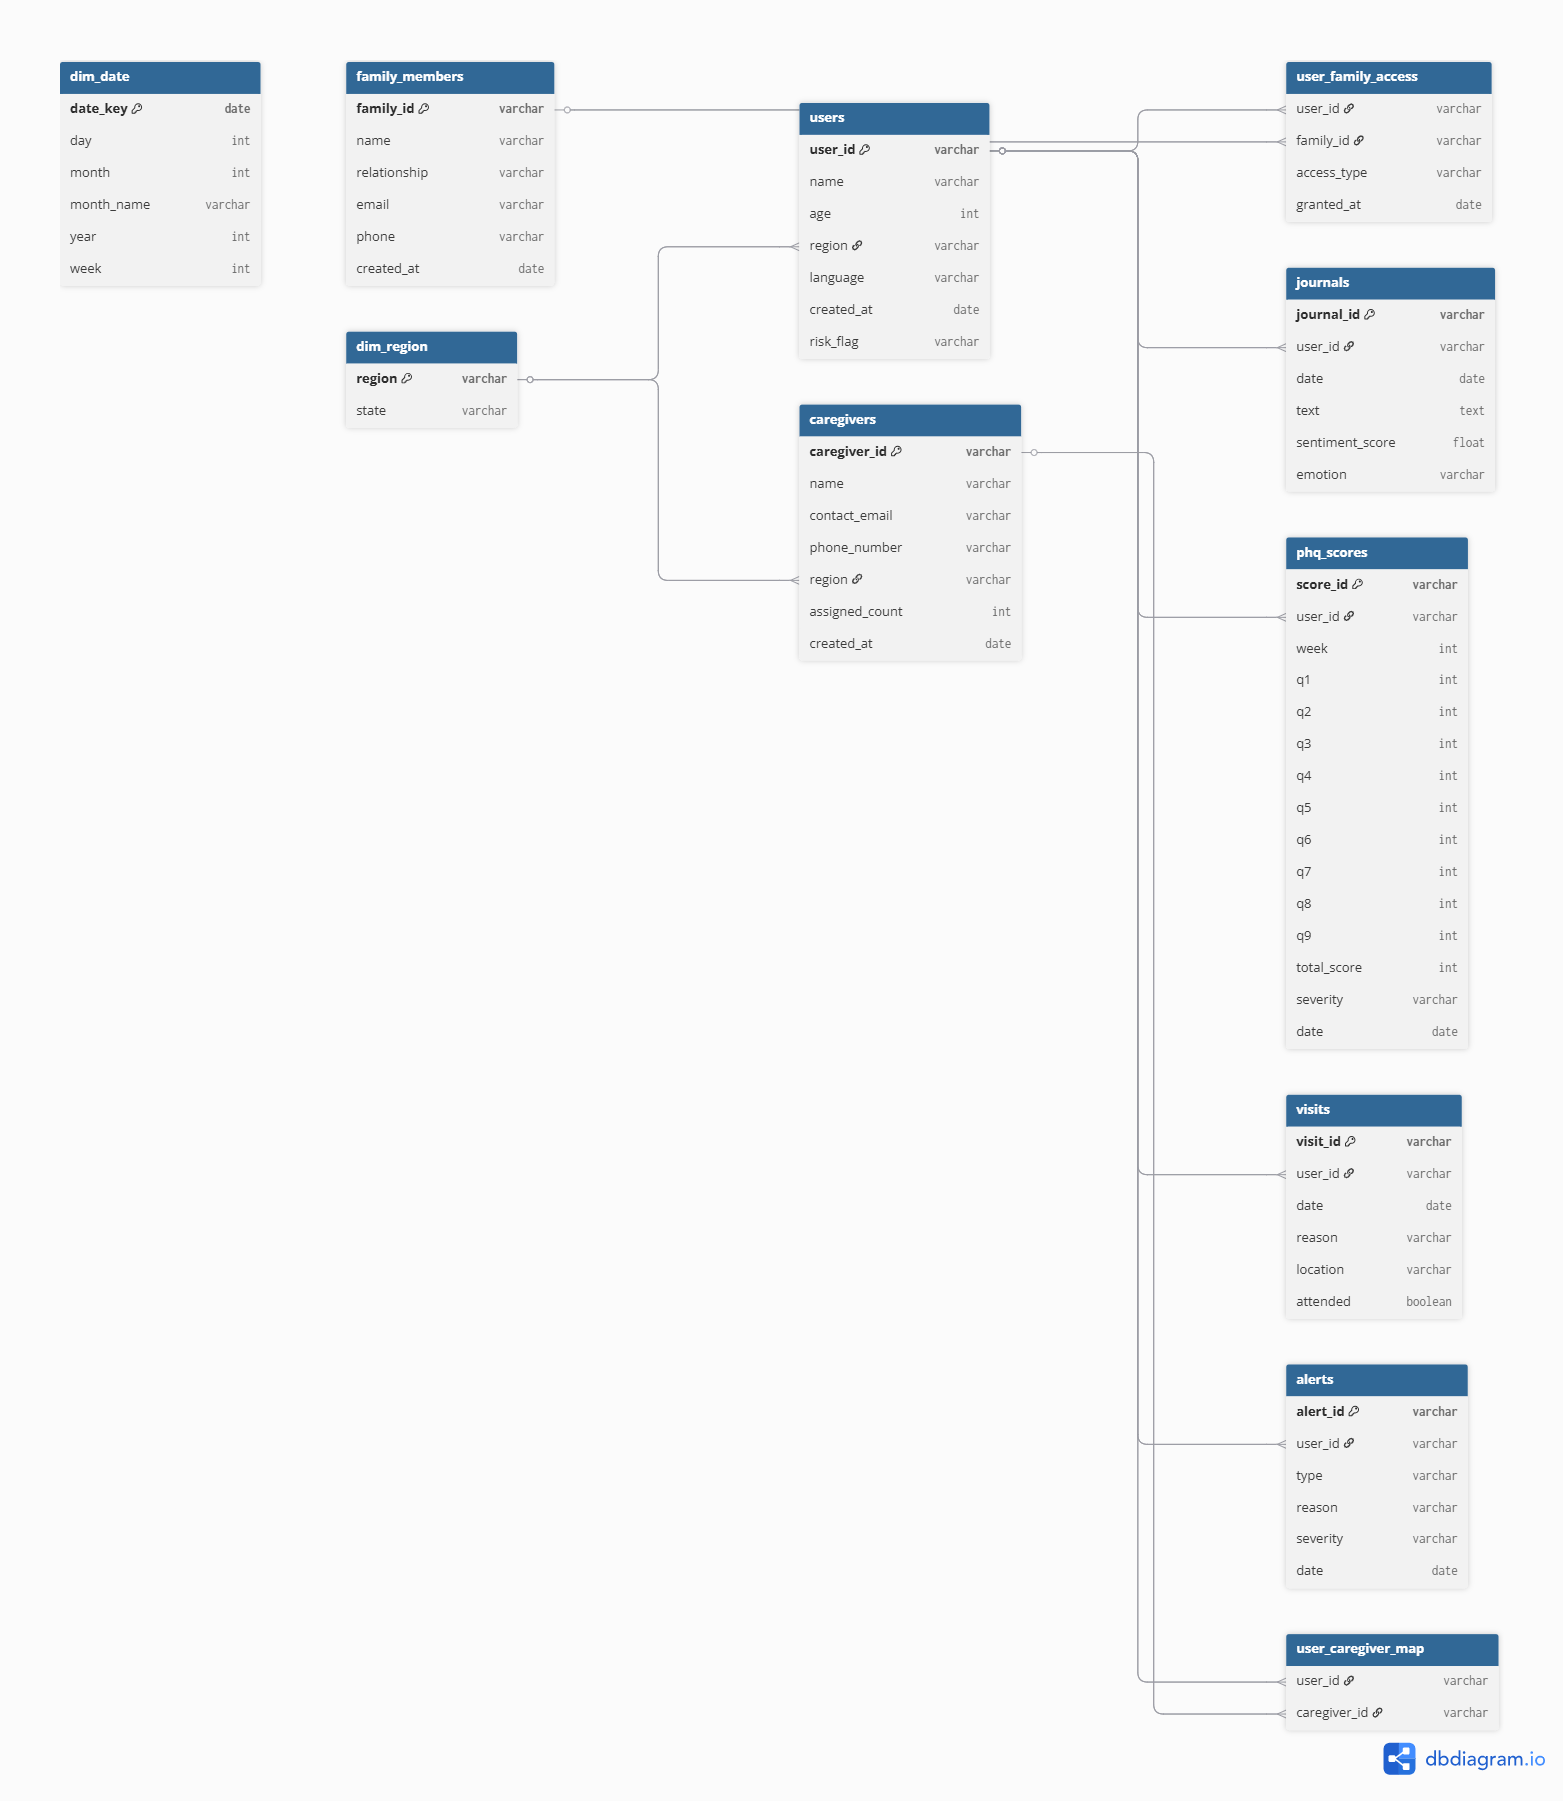 dim_date
date_key date
day int
month int
month_name varchar
year int
week int
family_members
family_id varchar
name varchar
relationship varchar
email varchar
phone varchar
created_at date
dim_region
region varchar
state varchar
users
user_id varchar
name varchar
age int
region varchar
language varchar
created_at date
risk_flag varchar
caregivers
caregiver_id varchar
name varchar
contact_email varchar
phone_number varchar
region varchar
assigned_count int
created_at date
user_family_access
user_id varchar
family_id varchar
access_type varchar
granted_at date
journals
journal_id varchar
user_id varchar
date date
text text
sentiment_score float
emotion varchar
phq_scores
score_id varchar
user_id varchar
week int
q1 int
q2 int
q3 int
q4 int
q5 int
q6 int
q7 int
q8 int
q9 int
total_score int
severity varchar
date date
visits
visit_id varchar
user_id varchar
date date
reason varchar
location varchar
attended boolean
alerts
alert_id varchar
user_id varchar
type varchar
reason varchar
severity varchar
date date
user_caregiver_map
user_id varchar
caregiver_id varchar
dbdiagram.io